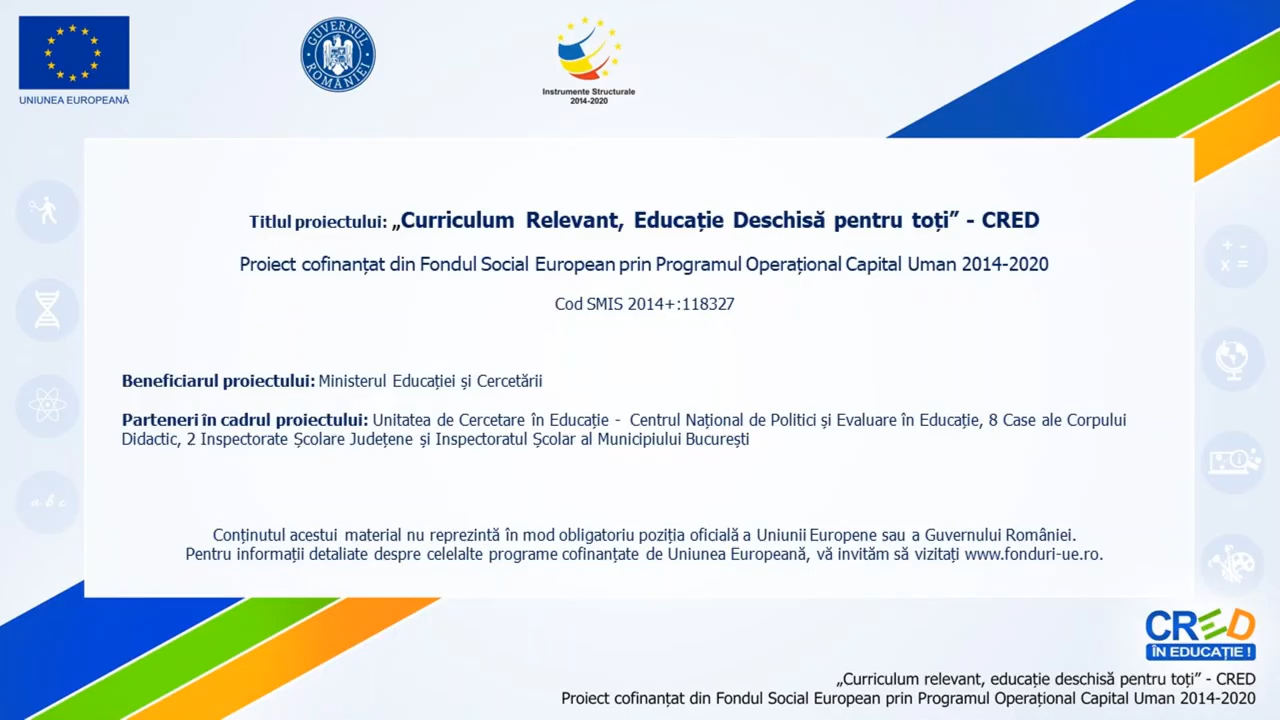 UNIUNEA EUROPEANĂ
GUVERNUL ROMÂNIEI
Instrumente Structurale
2014-2020
Titlul proiectului: „Curriculum Relevant, Educație Deschisă pentru toți” - CRED
Proiect cofinanțat din Fondul Social European prin Programul Operațional Capital Uman 2014-2020
Cod SMIS 2014+:118327
Beneficiarul proiectului: Ministerul Educației și Cercetării
Parteneri în cadrul proiectului: Unitatea de Cercetare în Educație - Centrul Național de Politici și Evaluare în Educație, 8 Case ale Corpului
Didactic, 2 Inspectorate Școlare Județene și Inspectoratul Școlar al Municipiului București
Conținutul acestui material nu reprezintă în mod obligatoriu poziția oficială a Uniunii Europene sau a Guvernului României.
Pentru informații detaliate despre celelalte programe cofinanțate de Uniunea Europeană, vă invităm să vizitați www.fonduri-ue.ro.
+ -
x =
a b c
CRED
ÎN EDUCAȚIE !
„Curriculum relevant, educație deschisă pentru toți” - CRED
Proiect cofinanțat din Fondul Social European prin Programul Operațional Capital Uman 2014-2020